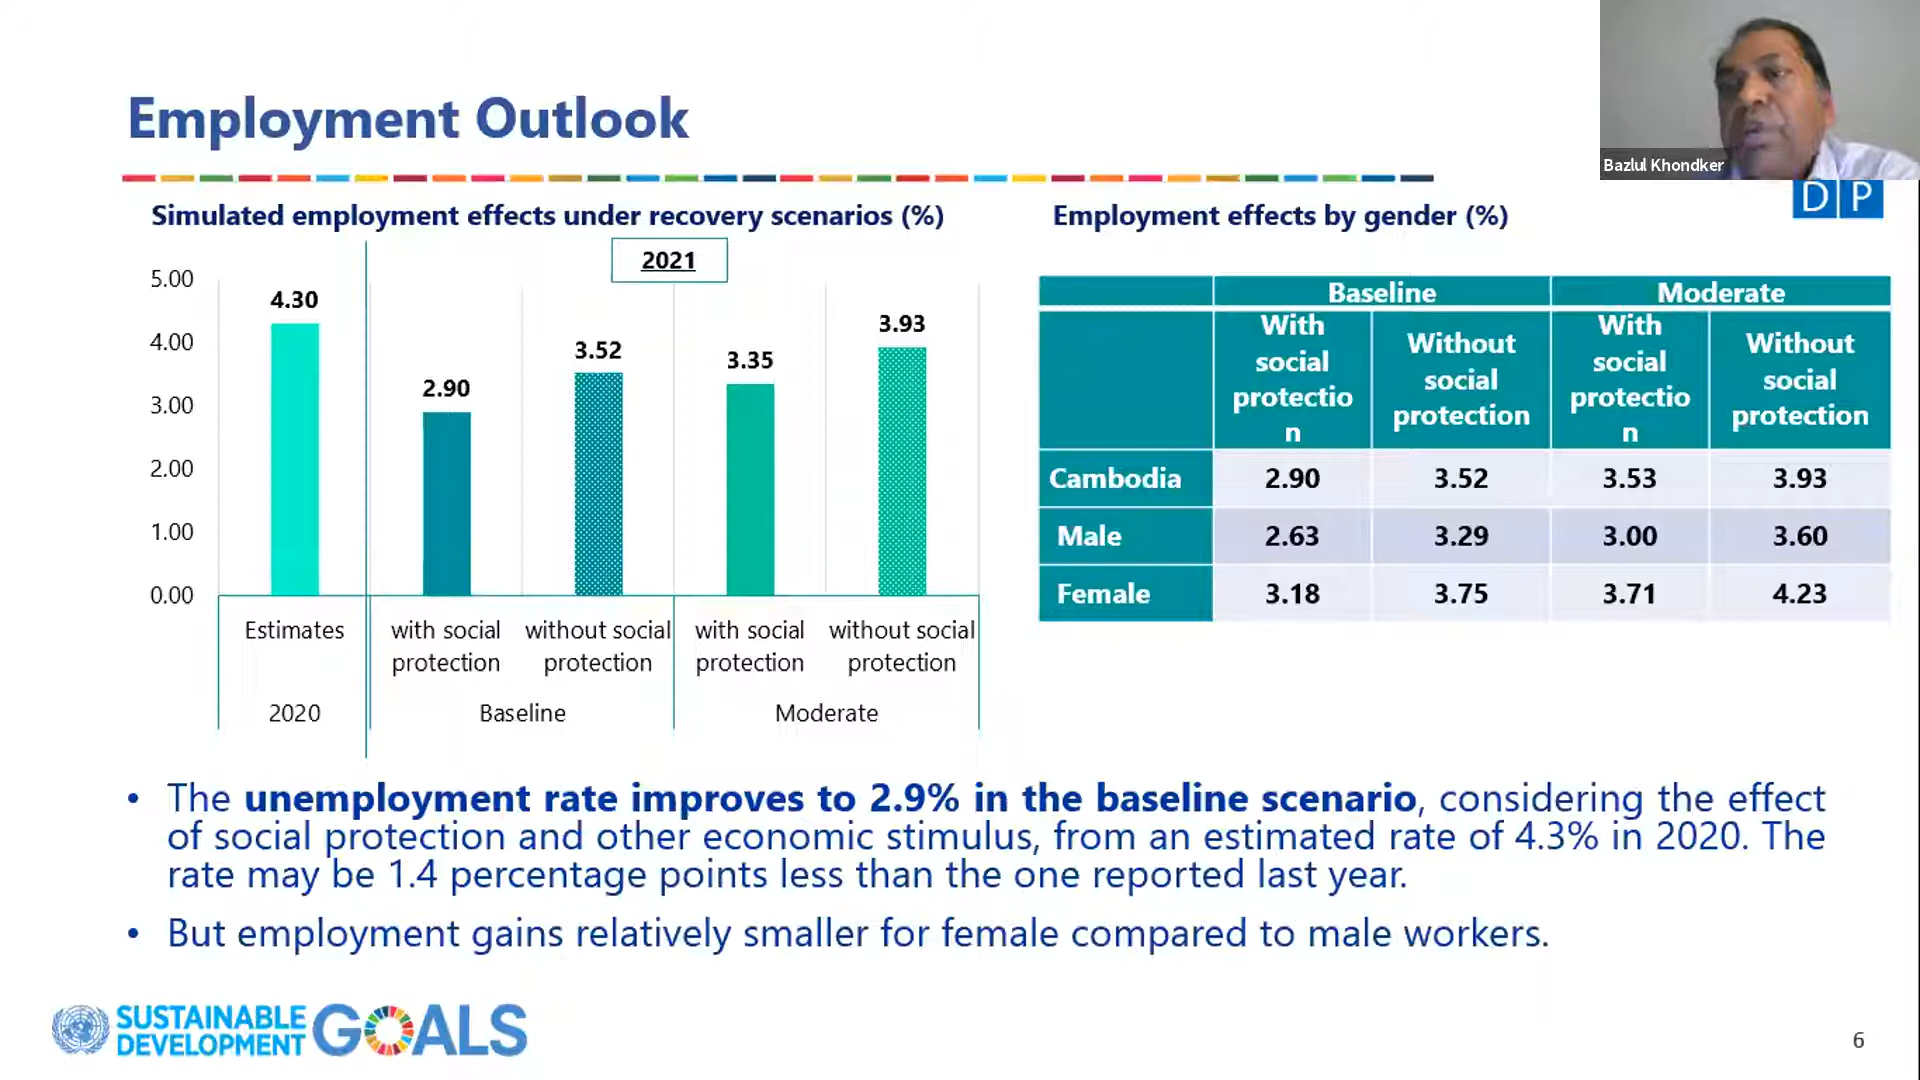 Employment Outlook
Bazlul Khondker
D P
Simulated employment effects under recovery scenarios (%)
2021
5.00
4.00
3.00
2.00
1.00
0.00
4.30
2.90
3.52
3.35
3.93
Estimates
with social
protection
without social
protection
with social
protection
without social
protection
2020
Baseline
Moderate
Employment effects by gender (%)
Baseline Moderate
With
social
protectio
n
Without
social
protection
With
social
protectio
n
Without
social
protection
Cambodia 2.90 3.52 3.53 3.93
Male 2.63 3.29 3.00 3.60
Female 3.18 3.75 3.71 4.23
• The unemployment rate improves to 2.9% in the baseline scenario, considering the effect
of social protection and other economic stimulus, from an estimated rate of 4.3% in 2020. The
rate may be 1.4 percentage points less than the one reported last year.
• But employment gains relatively smaller for female compared to male workers.
SUSTAINABLE
DEVELOPMENT
GOALS
6